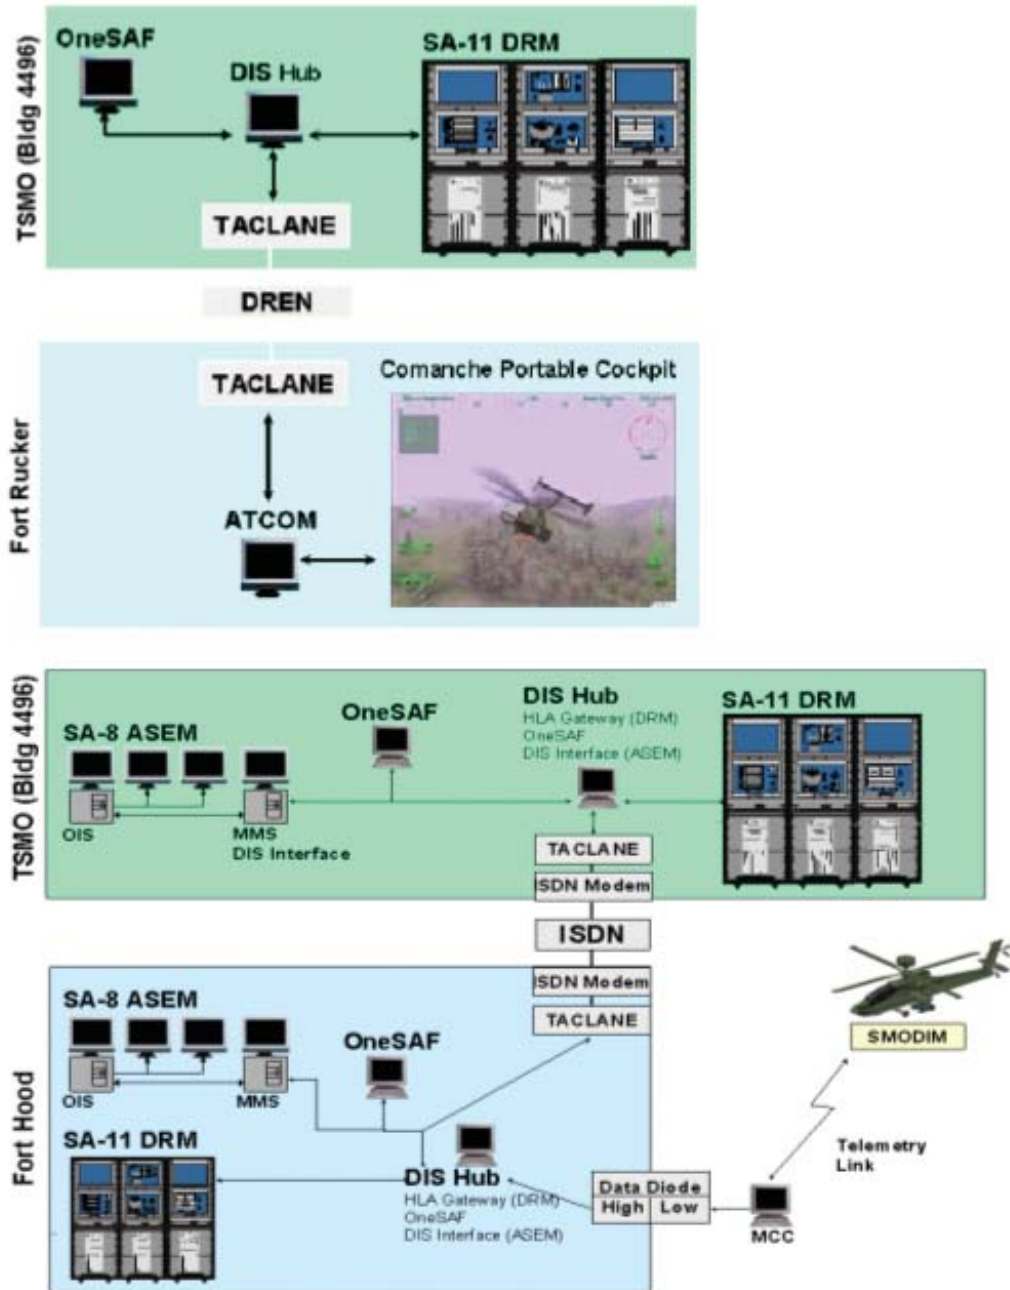 TSMO (Bldg 4496)
OneSAF
DIS Hub
SA-11 DRM
TACLANE
DREN
Fort Rucker
TACLANE
Comanche Portable Cockpit
ATCOM
TSMO (Bldg 4496)
SA-8 ASEM
OneSAF
DIS Hub
HLA Gateway (DRM)
OneSAF
DIS Interface (ASEM)
SA-11 DRM
OIS
MMS
DIS Interface
TACLANE
ISDN Modem
ISDN
Fort Hood
ISDN Modem
TACLANE
SA-8 ASEM
OneSAF
OIS
MMS
SA-11 DRM
DIS Hub
HLA Gateway (DRM)
OneSAF
DIS Interface (ASEM)
Data Diode
High Low
MCC
SMODIM
Telemetry
Link